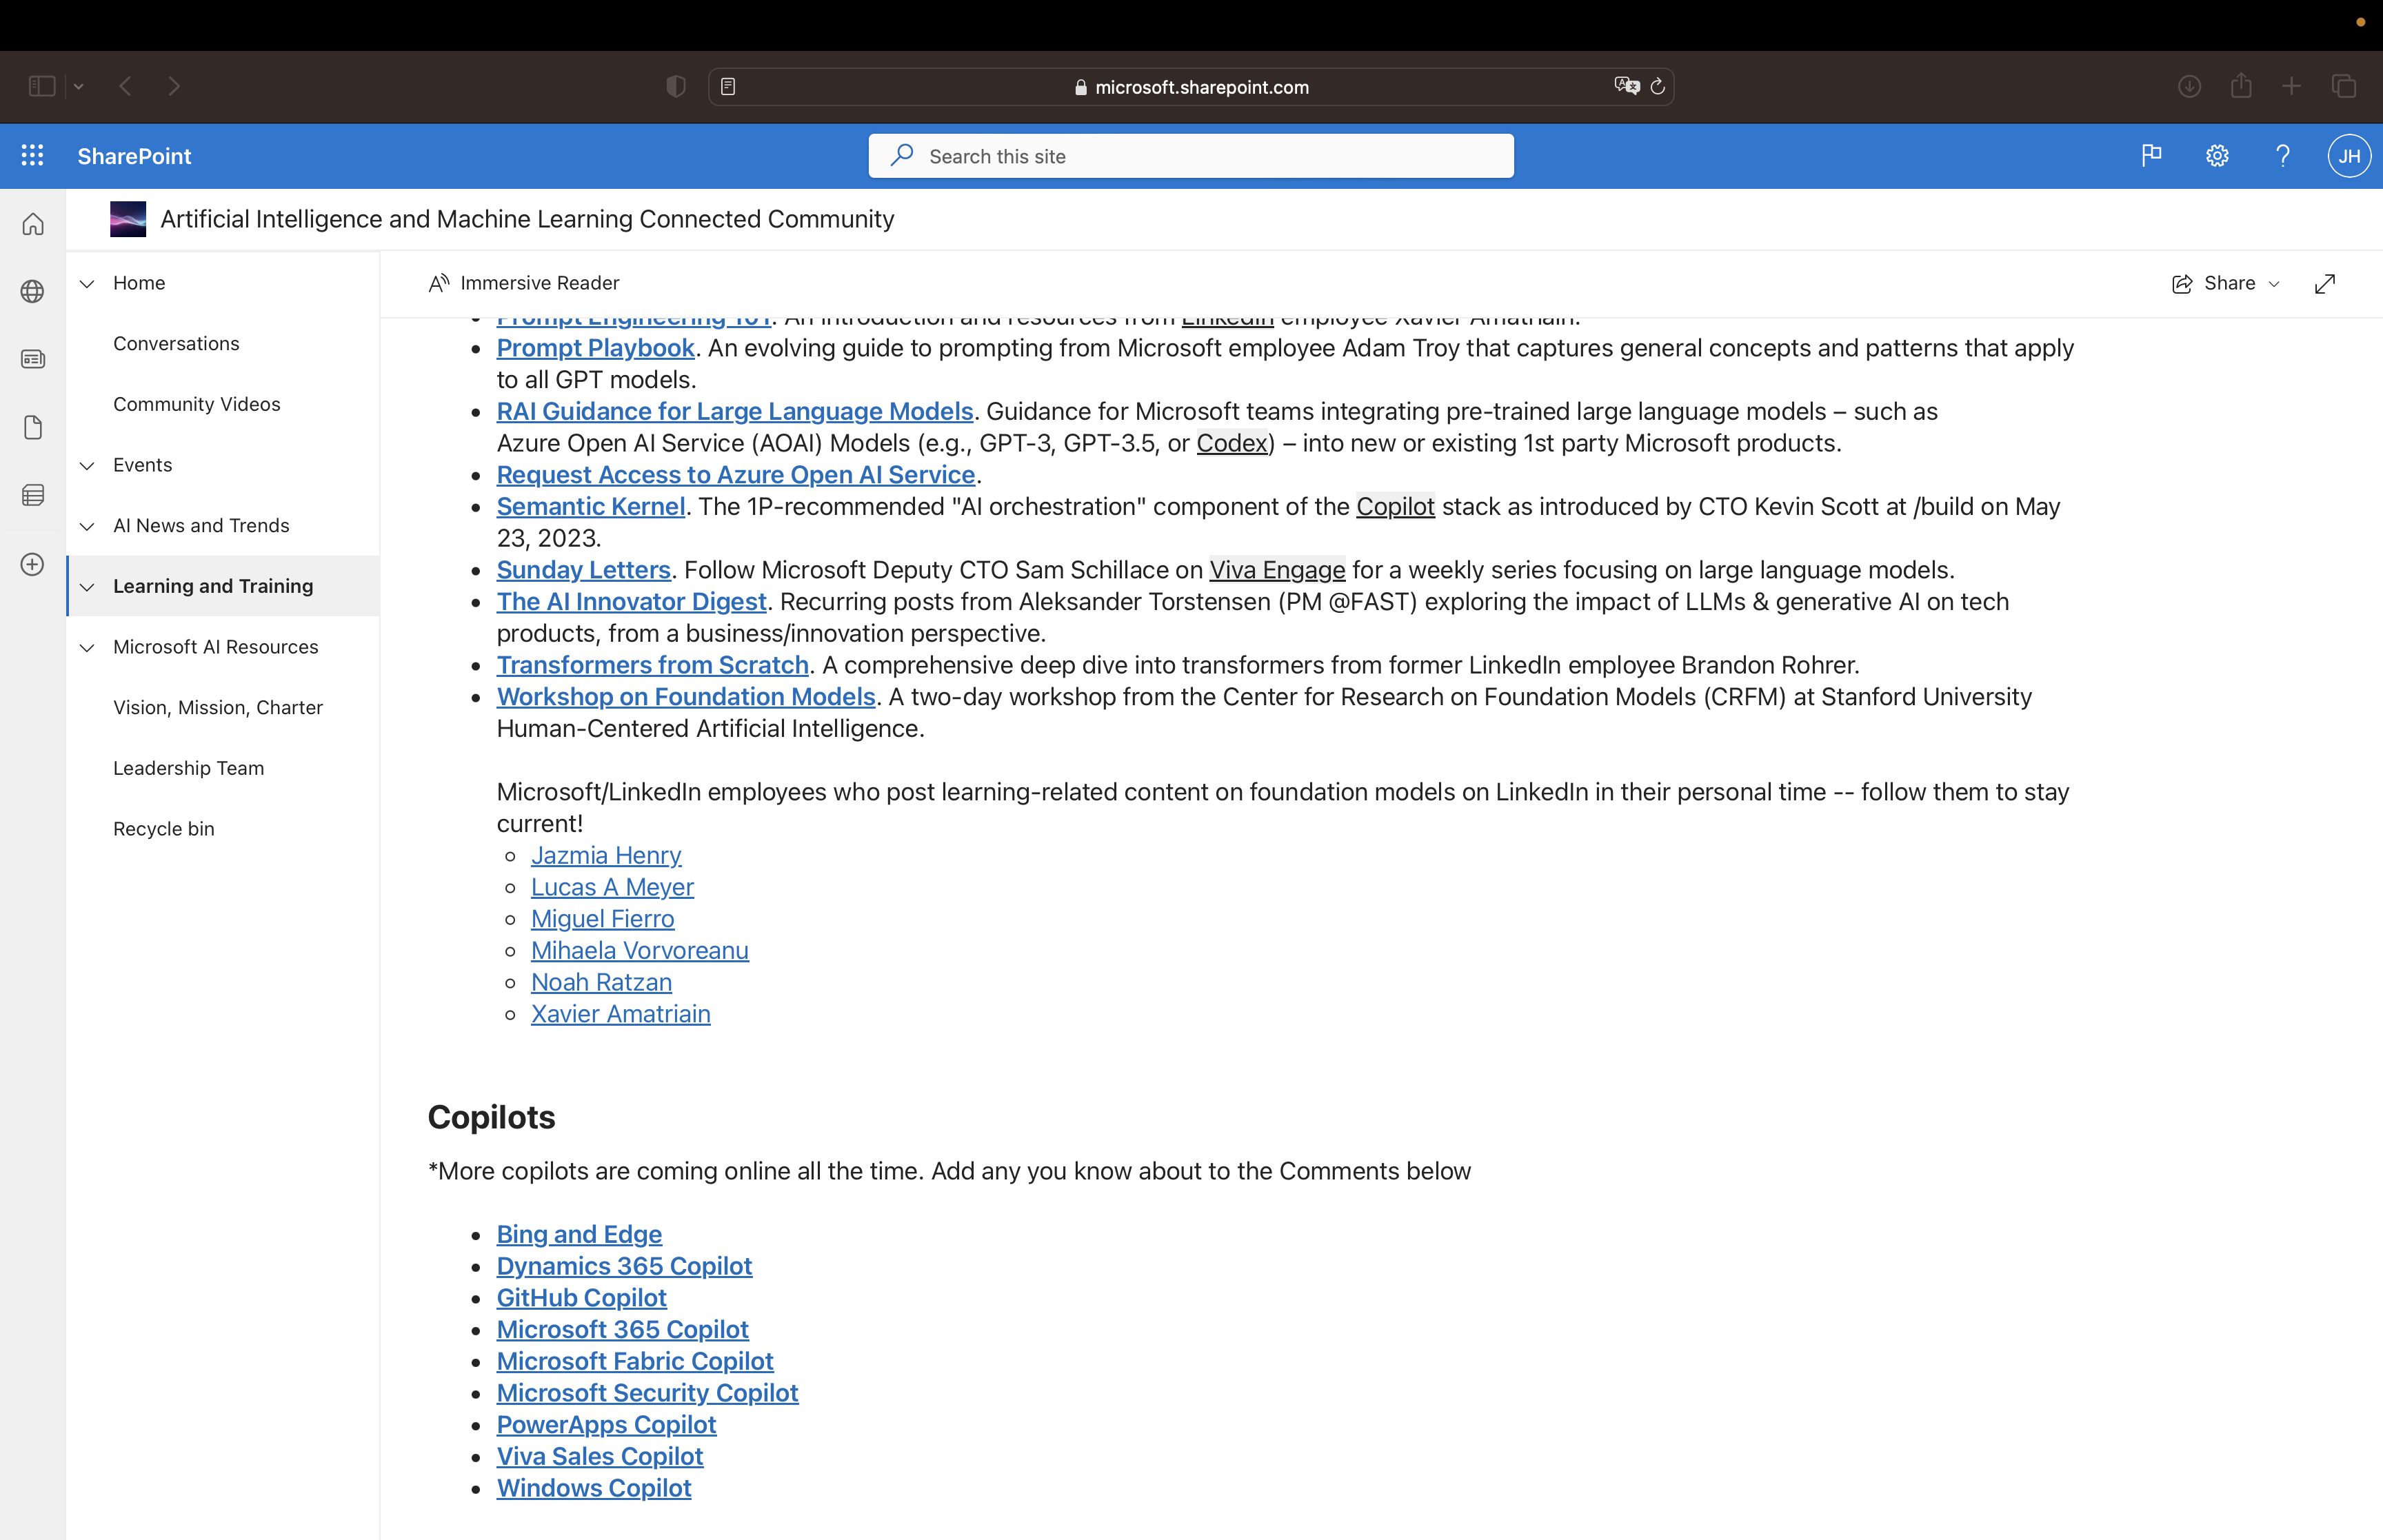 microsoft.sharepoint.com
SharePoint
Search this site
JH
Artificial Intelligence and Machine Learning Connected Community
Home
Conversations
Community Videos
Events
AI News and Trends
Learning and Training
Microsoft AI Resources
Vision, Mission, Charter
Leadership Team
Recycle bin
Immersive Reader
Share
Prompt Engineering 101. An introduction and resources from LinkedIn employee Xavier Amatriain.
Prompt Playbook. An evolving guide to prompting from Microsoft employee Adam Troy that captures general concepts and patterns that apply
to all GPT models.
RAI Guidance for Large Language Models. Guidance for Microsoft teams integrating pre-trained large language models – such as
Azure Open AI Service (AOAI) Models (e.g., GPT-3, GPT-3.5, or Codex) – into new or existing 1st party Microsoft products.
Request Access to Azure Open AI Service.
Semantic Kernel. The 1P-recommended "AI orchestration" component of the Copilot stack as introduced by CTO Kevin Scott at /build on May
23, 2023.
Sunday Letters. Follow Microsoft Deputy CTO Sam Schillace on Viva Engage for a weekly series focusing on large language models.
The AI Innovator Digest. Recurring posts from Aleksander Torstensen (PM @FAST) exploring the impact of LLMs & generative AI on tech
products, from a business/innovation perspective.
Transformers from Scratch. A comprehensive deep dive into transformers from former LinkedIn employee Brandon Rohrer.
Workshop on Foundation Models. A two-day workshop from the Center for Research on Foundation Models (CRFM) at Stanford University
Human-Centered Artificial Intelligence.
Microsoft/LinkedIn employees who post learning-related content on foundation models on LinkedIn in their personal time -- follow them to stay
current!
Jazmia Henry
Lucas A Meyer
Miguel Fierro
Mihaela Vorvoreanu
Noah Ratzan
Xavier Amatriain
Copilots
*More copilots are coming online all the time. Add any you know about to the Comments below
Bing and Edge
Dynamics 365 Copilot
GitHub Copilot
Microsoft 365 Copilot
Microsoft Fabric Copilot
Microsoft Security Copilot
PowerApps Copilot
Viva Sales Copilot
Windows Copilot